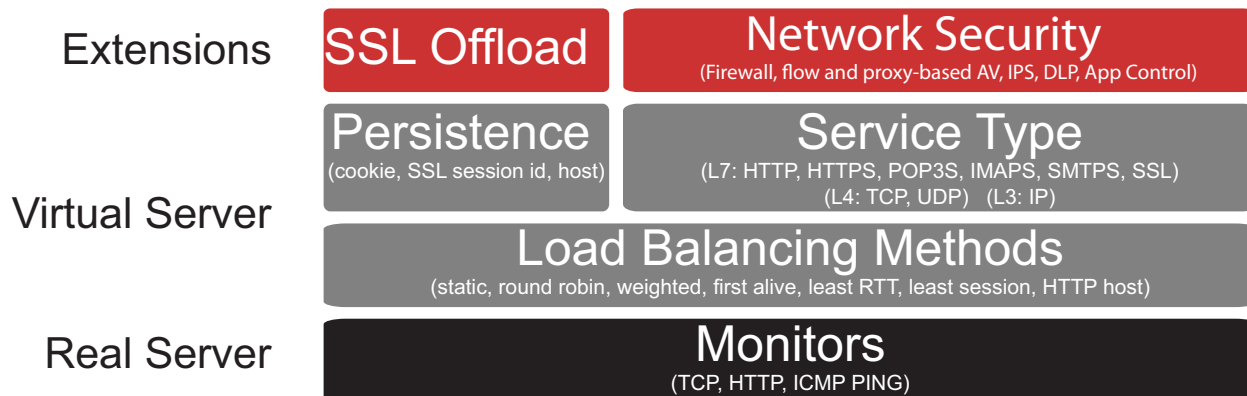 Extensions
SSL Offload
Network Security
(Firewall, flow and proxy-based AV, IPS, DLP, App Control)
Persistence
(cookie, SSL session id, host)
Service Type
(L7: HTTP, HTTPS, POP3S, IMAPS, SMTPS, SSL)
(L4: TCP, UDP) (L3: IP)
Virtual Server
Load Balancing Methods
(static, round robin, weighted, first alive, least RTT, least session, HTTP host)
Real Server
Monitors
(TCP, HTTP, ICMP PING)